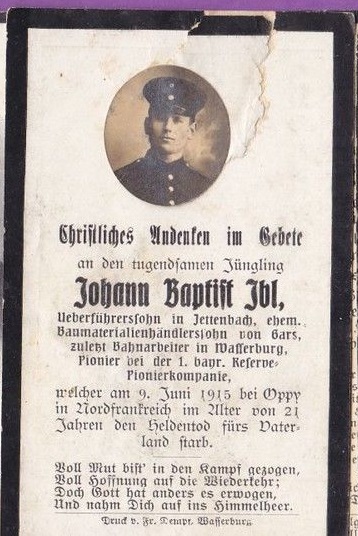 Christliches Andenken im Gebete
an den tugendsamen Jüngling
Johann Baptist Ibl,
Ueberführersohn in Jettenbach, ehem.
Baumaterialienhändlerssohn von Gars,
zuletzt Bahnarbeiter in Wasserburg,
Pionier bei der 1. bayr. Reserve-
Pionierkompanie,
welcher am 9. Juni 1915 bei Oppy
in Nordfrankreich im Alter von 21
Jahren den Heldentod fürs Vater-
land starb.
Voll Mut bist' in den Kampf gezogen,
Voll Hoffnung auf die Wiederkehr;
Doch Gott hat anders es erwogen,
Und nahm Dich auf ins Himmelheer.
Druck v. Fr. Dempf, Wasserburg.